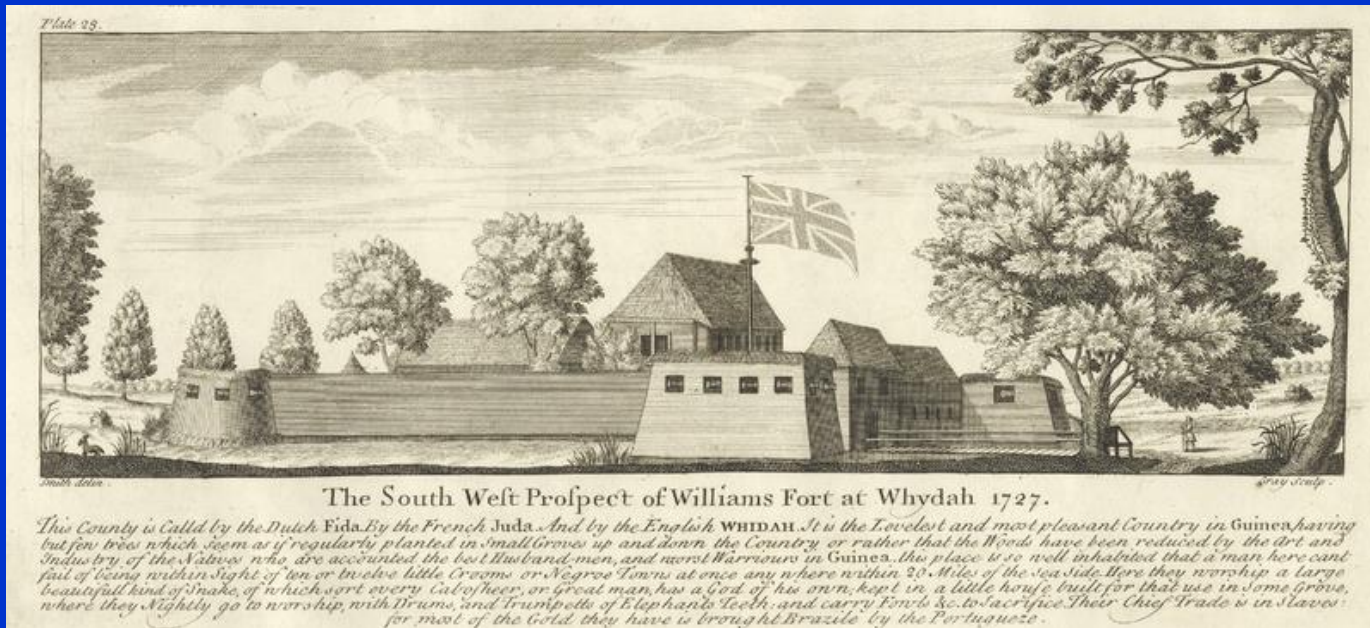 Plate 23.
Smith delin.
Gray Sculp.
The South Weſt Proſpect of Williams Fort at Whydah 1727.
This County is Calld by the Dutch Fida. By the French Juda. And by the English WHIDAH. It is the Levelest and most pleasant Country in Guinea, having
but few trees which seem as if regularly planted in Small Groves up and down the Country, or rather that the Woods have been reduced by the Art and
Industry of the Natives who are accounted the best Husband-men, and worst Warriours in Guinea. this place is so well inhabited that a man here cant
fail of being within Sight of ten or twelve little Crooms or Negroe Towns at once any where within 20 Miles of the sea Side. Here they worship a large
beautifull kind of Snake, of which sort every Cabosheer, or Great man, has a God of his own, kept in a little house built for that use in Some Grove,
where they Nightly go to worship, with Drums, and Trumpetts of Elephants Teeth: and carry Fowls &c. to Sacrifice. Their Chief Trade is in Slaves:
for most of the Gold they have is brought Brazile by the Portugueze.